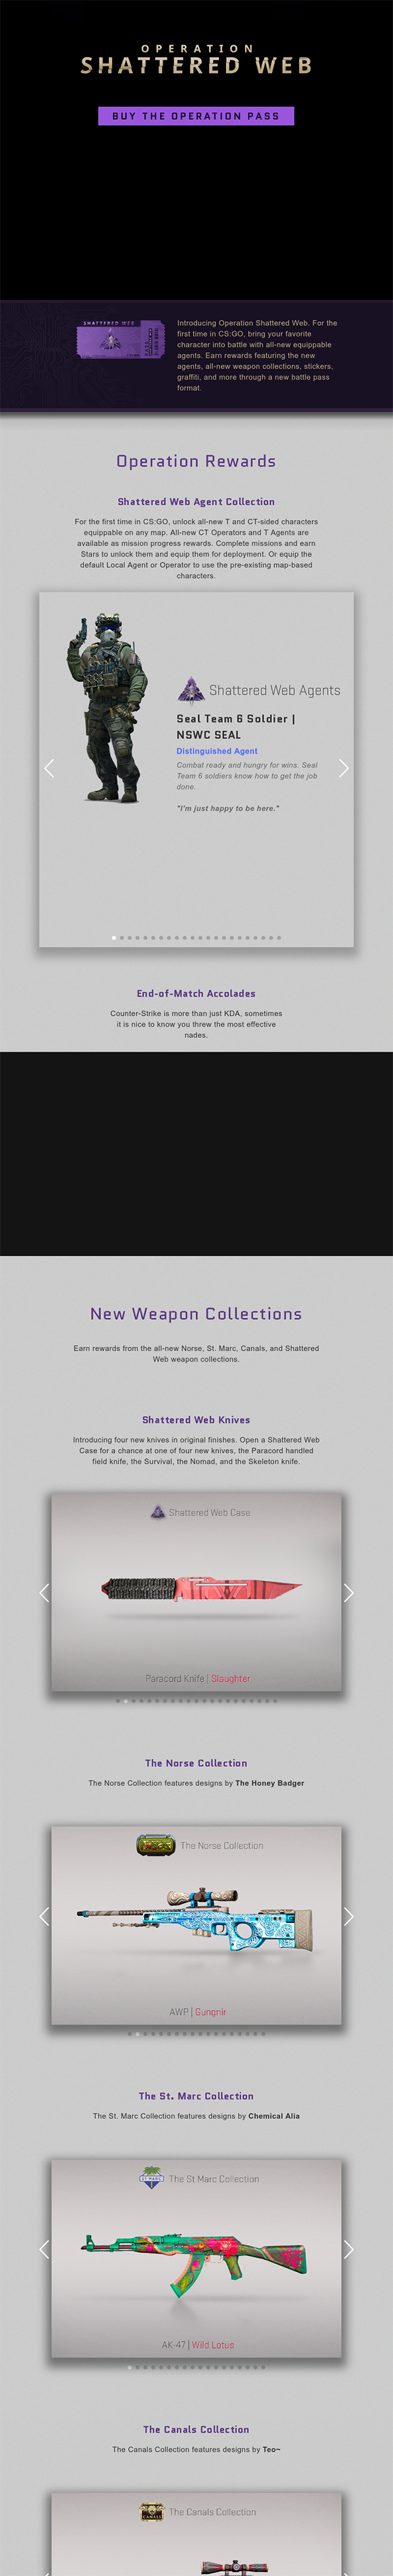 OPERATION
SHATTERED WEB
BUY THE OPERATION PASS
SHATTERED WEB
Introducing Operation Shattered Web. For the
first time in CS:GO, bring your favorite
character into battle with all-new equippable
agents. Earn rewards featuring the new
agents, all-new weapon collections, stickers,
graffiti, and more through a new battle pass
format.
Operation Rewards
Shattered Web Agent Collection
For the first time in CS:GO, unlock all-new T and CT-sided characters
equippable on any map. All-new CT Operators and T Agents are
available as mission progress rewards. Complete missions and earn
Stars to unlock them and equip them for deployment. Or equip the
default Local Agent or Operator to use the pre-existing map-based
characters.
Shattered Web Agents
Seal Team 6 Soldier |
NSWC SEAL
Distinguished Agent
Combat ready and hungry for wins. Seal
Team 6 soldiers know how to get the job
done.
"I'm just happy to be here."
End-of-Match Accolades
Counter-Strike is more than just KDA, sometimes
it is nice to know you threw the most effective
nades.
New Weapon Collections
Earn rewards from the all-new Norse, St. Marc, Canals, and Shattered
Web weapon collections.
Shattered Web Knives
Introducing four new knives in original finishes. Open a Shattered Web
Case for a chance at one of four new knives, the Paracord handled
field knife, the Survival, the Nomad, and the Skeleton knife.
Shattered Web Case
Paracord Knife | Slaughter
The Norse Collection
The Norse Collection features designs by The Honey Badger
The Norse Collection
AWP | Gungnir
The St. Marc Collection
The St. Marc Collection features designs by Chemical Alia
ST MARC
The St Marc Collection
AK-47 | Wild Lotus
The Canals Collection
The Canals Collection features designs by Teo~
CANALS
The Canals Collection